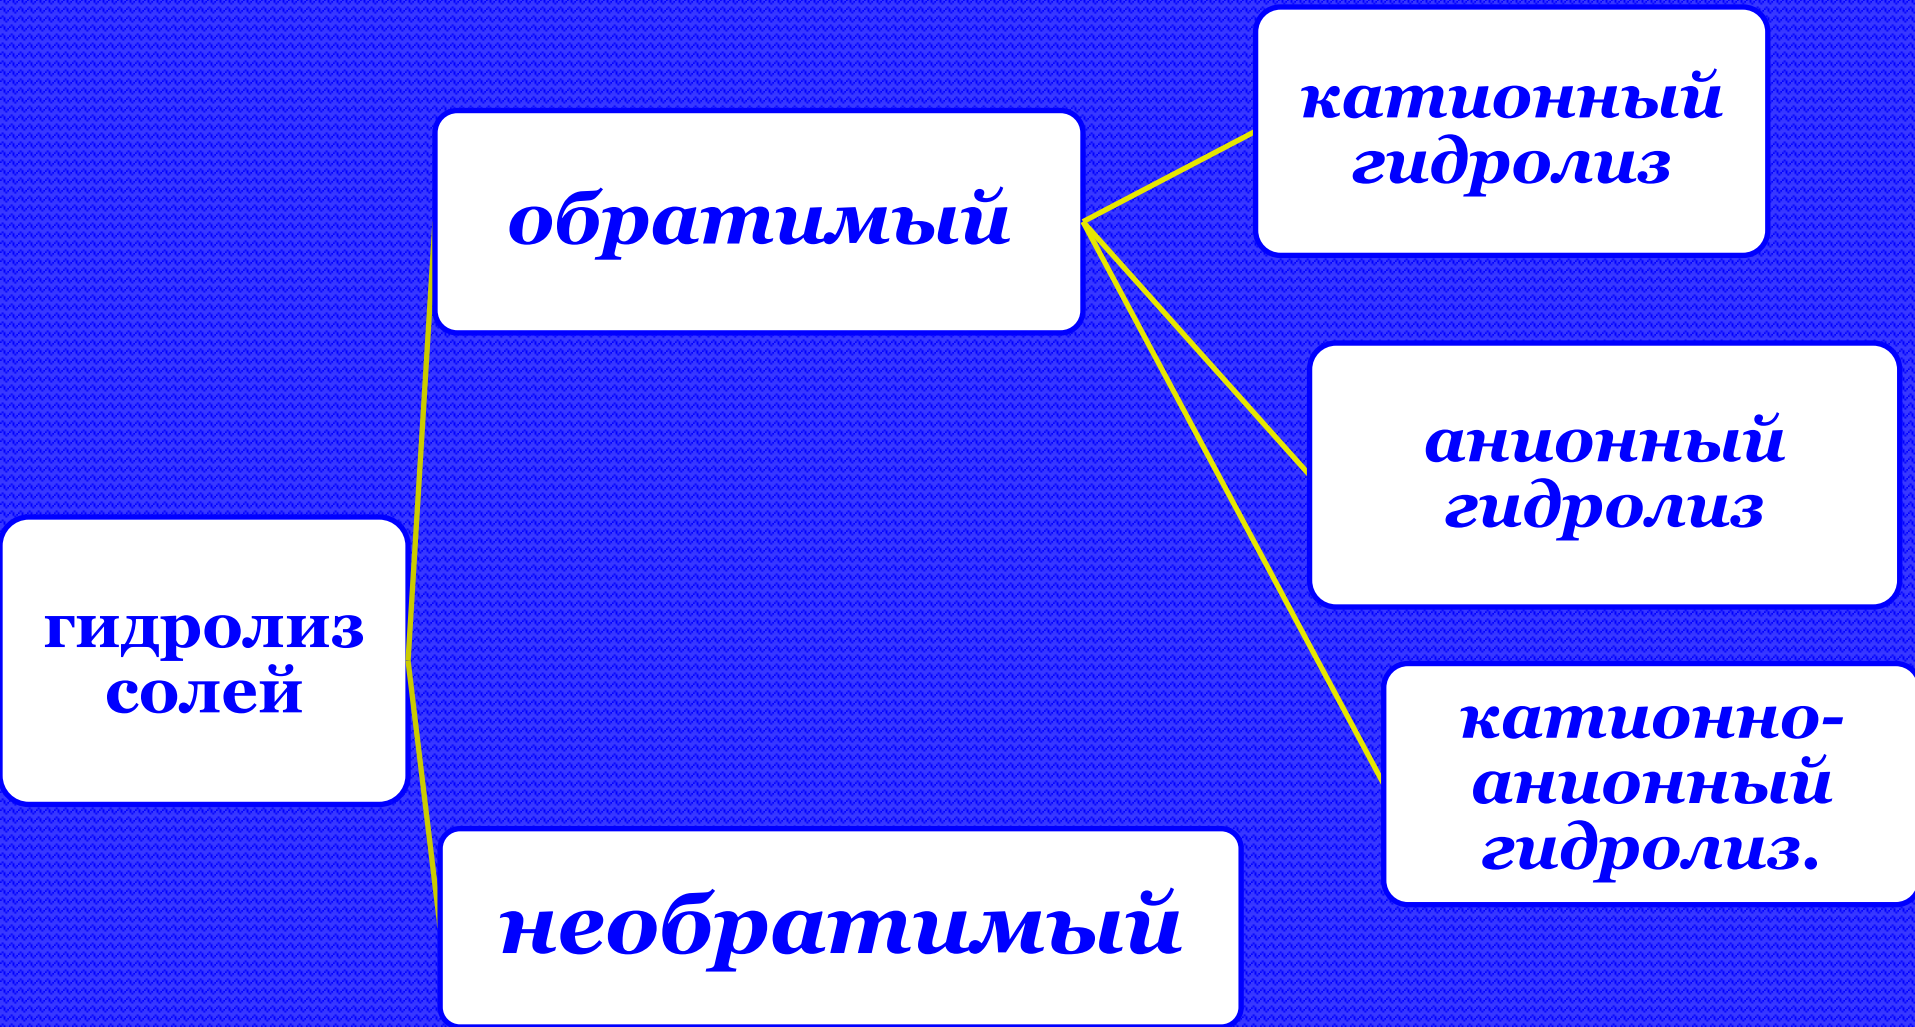 гидролиз
солей
обратимый
необратимый
катионный
гидролиз
анионный
гидролиз
катионно-
анионный
гидролиз.